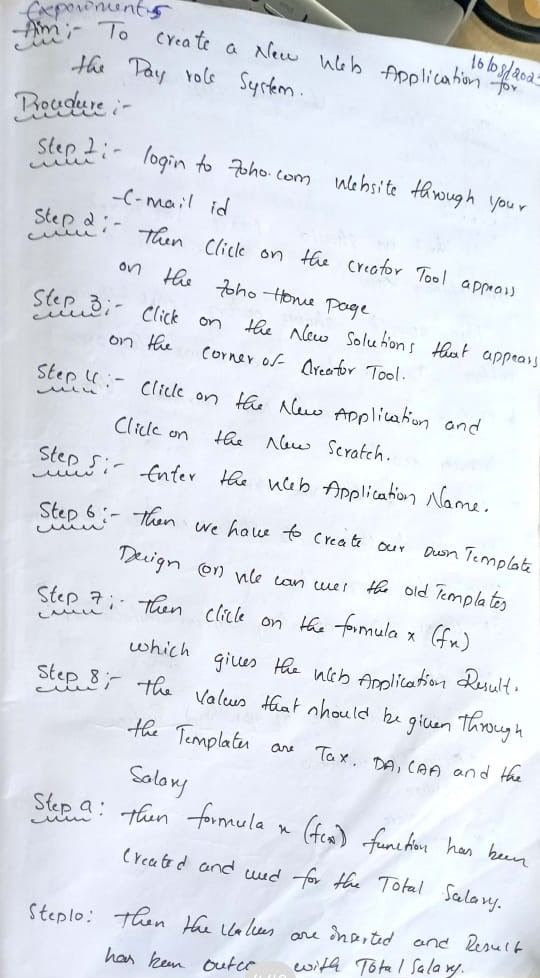 Experiment-5
16/08/202
Aim:- To create a New Web Application for
the Pay role System.
Procedure:-
Step 1:- login to Zoho.com website through your
E-mail id
Step 2:- Then Click on the creator Tool appears
on the Zoho Home Page
Step 3:- Click on the New Solutions that appears
on the corner of Creator Tool.
Step 4:- Click on the New Application and
Click on the New Scratch.
Step 5:- Enter the Web Application Name.
Step 6:- Then we have to create our own Template
Design (or) We can uses the old Templates
Step 7:- Then click on the formula x (fx)
which gives the Web Application Result.
Step 8:- The Values that should be given Through
the Templates are Tax, DA, CAA and the
Salary
Step 9: Then formula x (f(x)) function has been
Created and used for the Total Salary.
Step10: Then the Values are inserted and Result
has been with Total Salary.